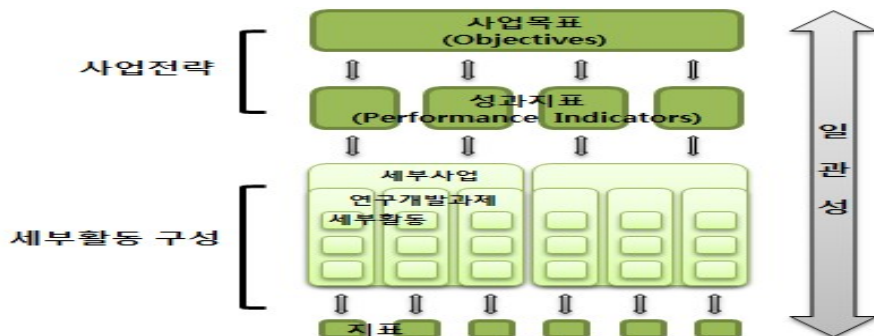 사업목표
(Objectives)
사업전략
성과지표
(Performance Indicators)
일관성
세부사업
연구개발과제
세부활동
세부활동 구성
지표